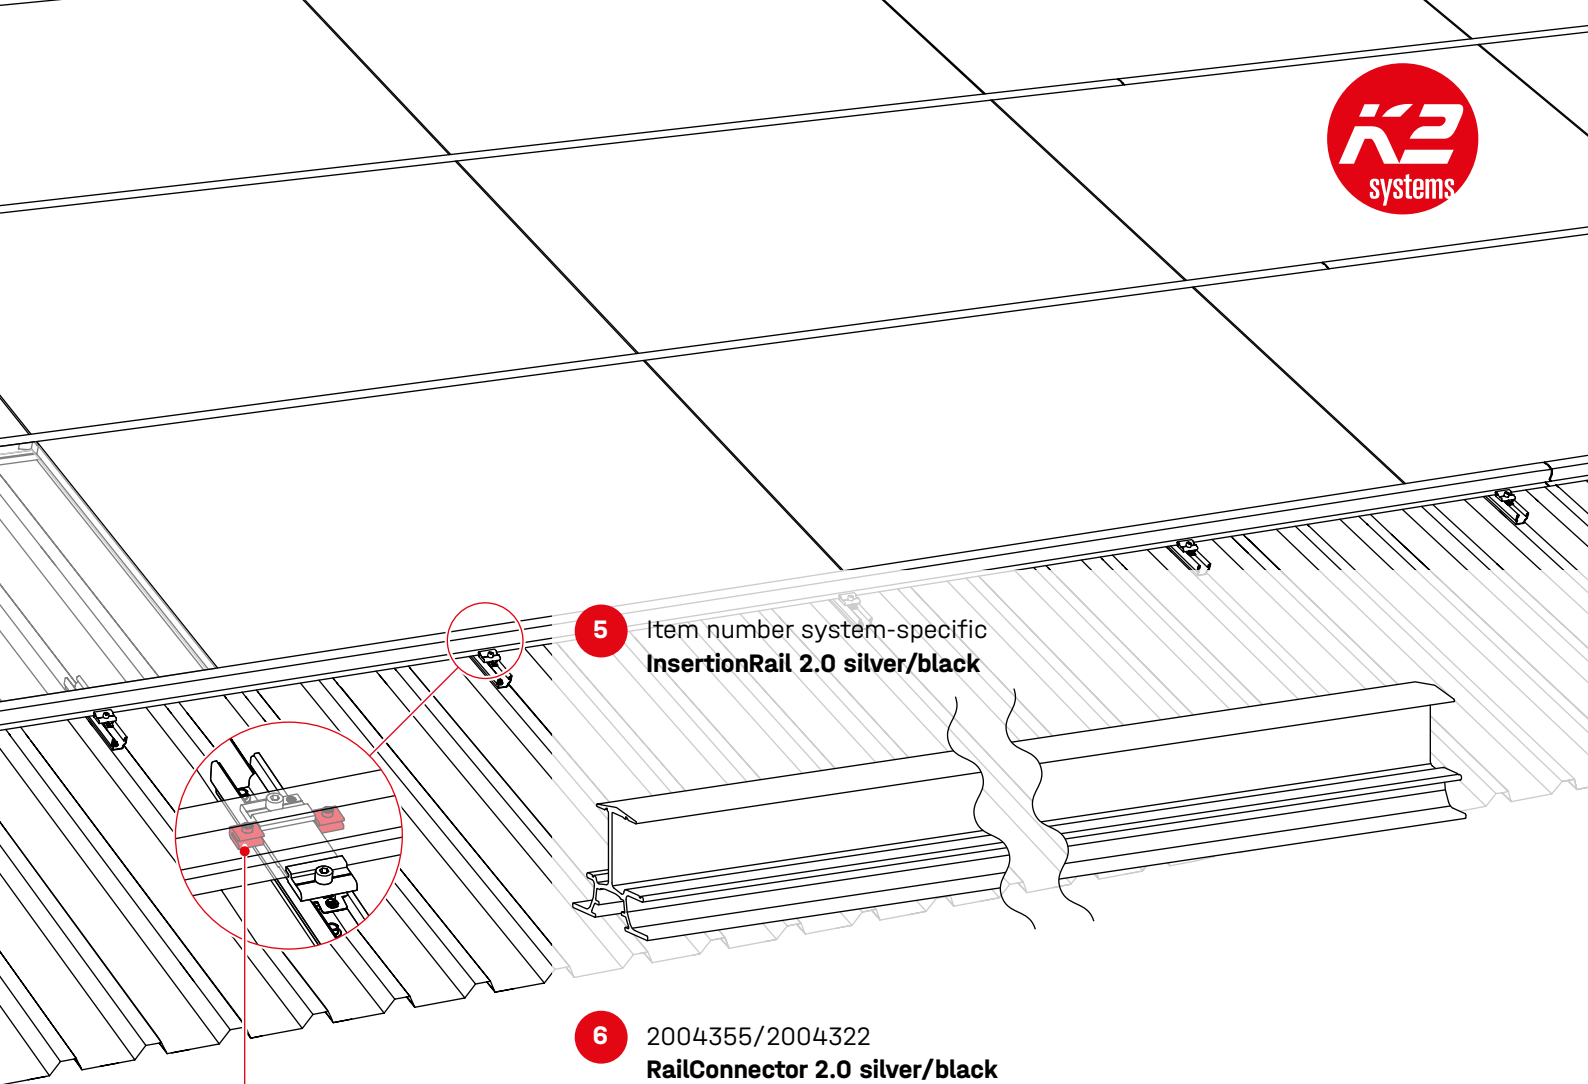 K2
systems
5 Item number system-specific
InsertionRail 2.0 silver/black
6 2004355/2004322
RailConnector 2.0 silver/black